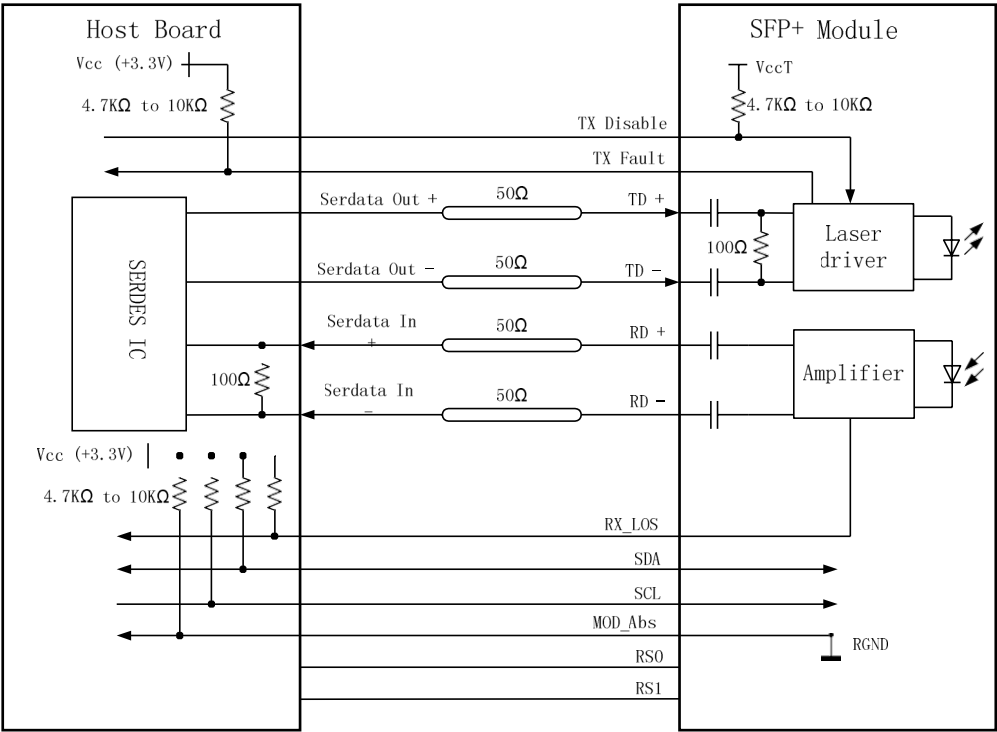 Host Board
SFP+ Module
Vcc (+3.3V)
VccT
4.7KΩ to 10KΩ
4.7KΩ to 10KΩ
TX Disable
TX Fault
Serdata Out +
50Ω
TD +
100Ω
Laser
driver
Serdata Out −
50Ω
TD −
SERDES IC
Serdata In
+
50Ω
RD +
100Ω
Amplifier
Serdata In
−
50Ω
RD −
Vcc (+3.3V)
4.7KΩ to 10KΩ
RX_LOS
SDA
SCL
MOD_Abs
RGND
RS0
RS1